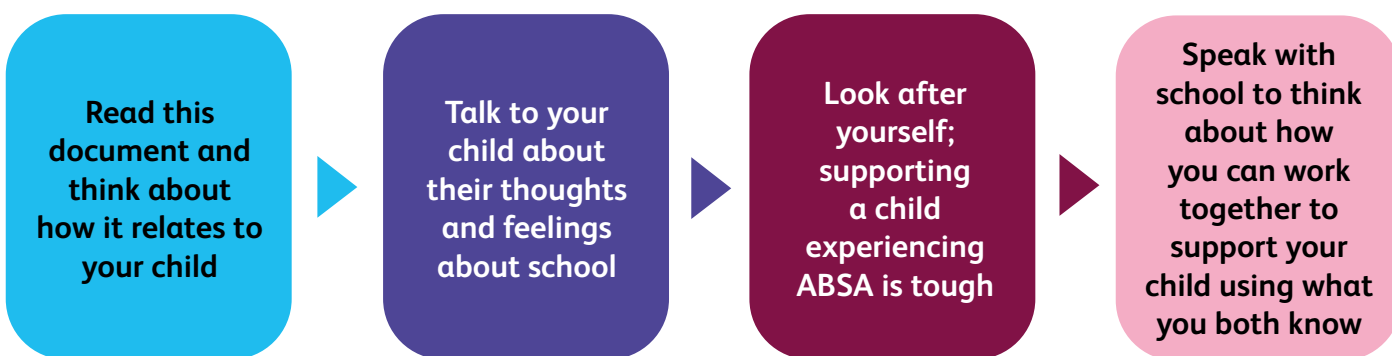 Read this
document and
think about
how it relates to
your child
Talk to your
child about
their thoughts
and feelings
about school
Look after
yourself;
supporting
a child
experiencing
ABSA is tough
Speak with
school to think
about how
you can work
together to
support your
child using what
you both know